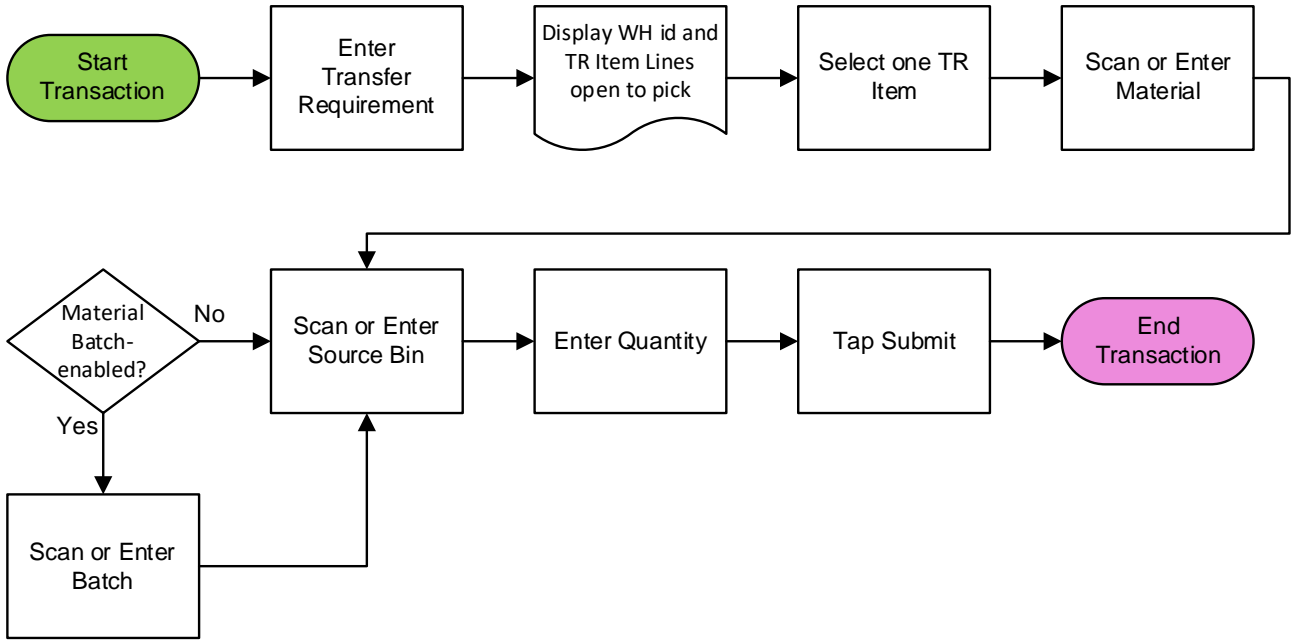 Start
Transaction
Enter
Transfer
Requirement
Display WH id and
TR Item Lines
open to pick
Select one TR
Item
Scan or Enter
Material
Material
Batch-
enabled?
No
Yes
Scan or Enter
Source Bin
Enter Quantity
Tap Submit
End
Transaction
Scan or Enter
Batch